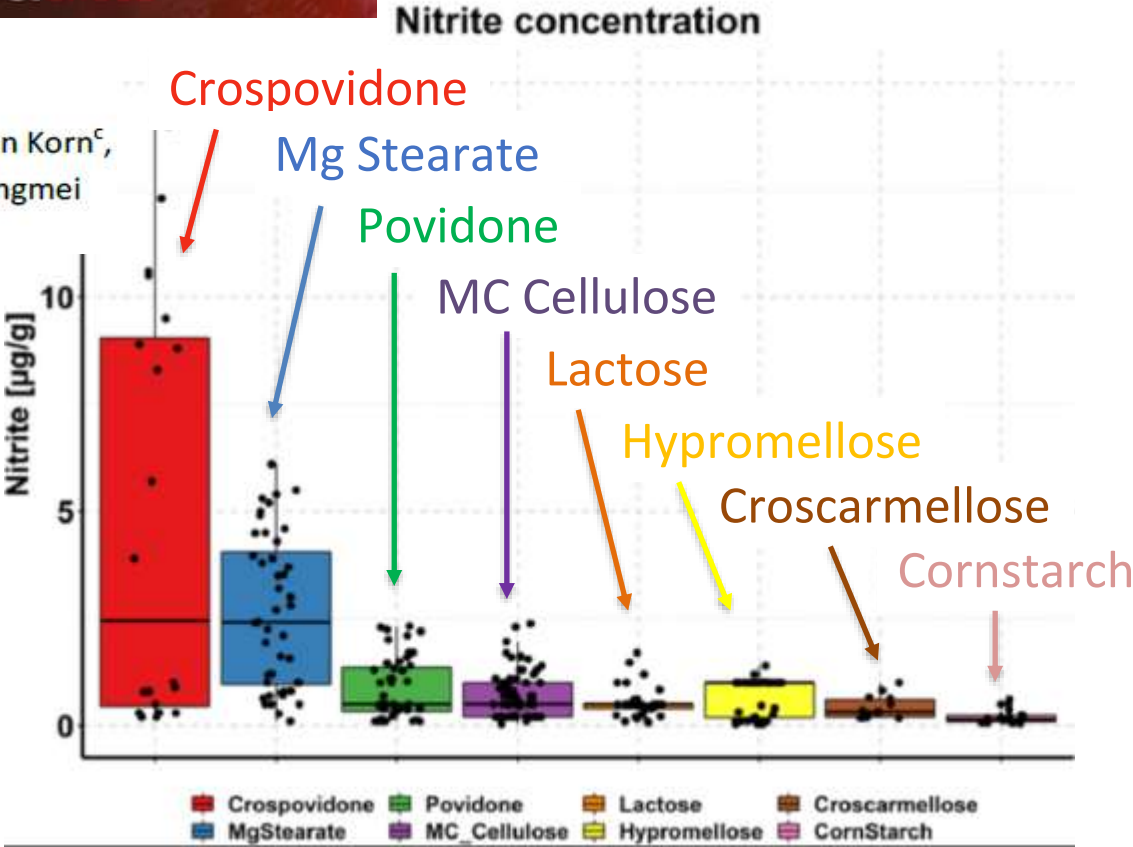 Nitrite concentration
Crospovidone
n Kornᶜ,
Mg Stearate
ngmei
Povidone
MC Cellulose
10
Lactose
Nitrite [µg/g]
Hypromellose
5
Croscarmellose
Cornstarch
0
Crospovidone Povidone Lactose Croscarmellose
MgStearate MC_Cellulose Hypromellose CornStarch